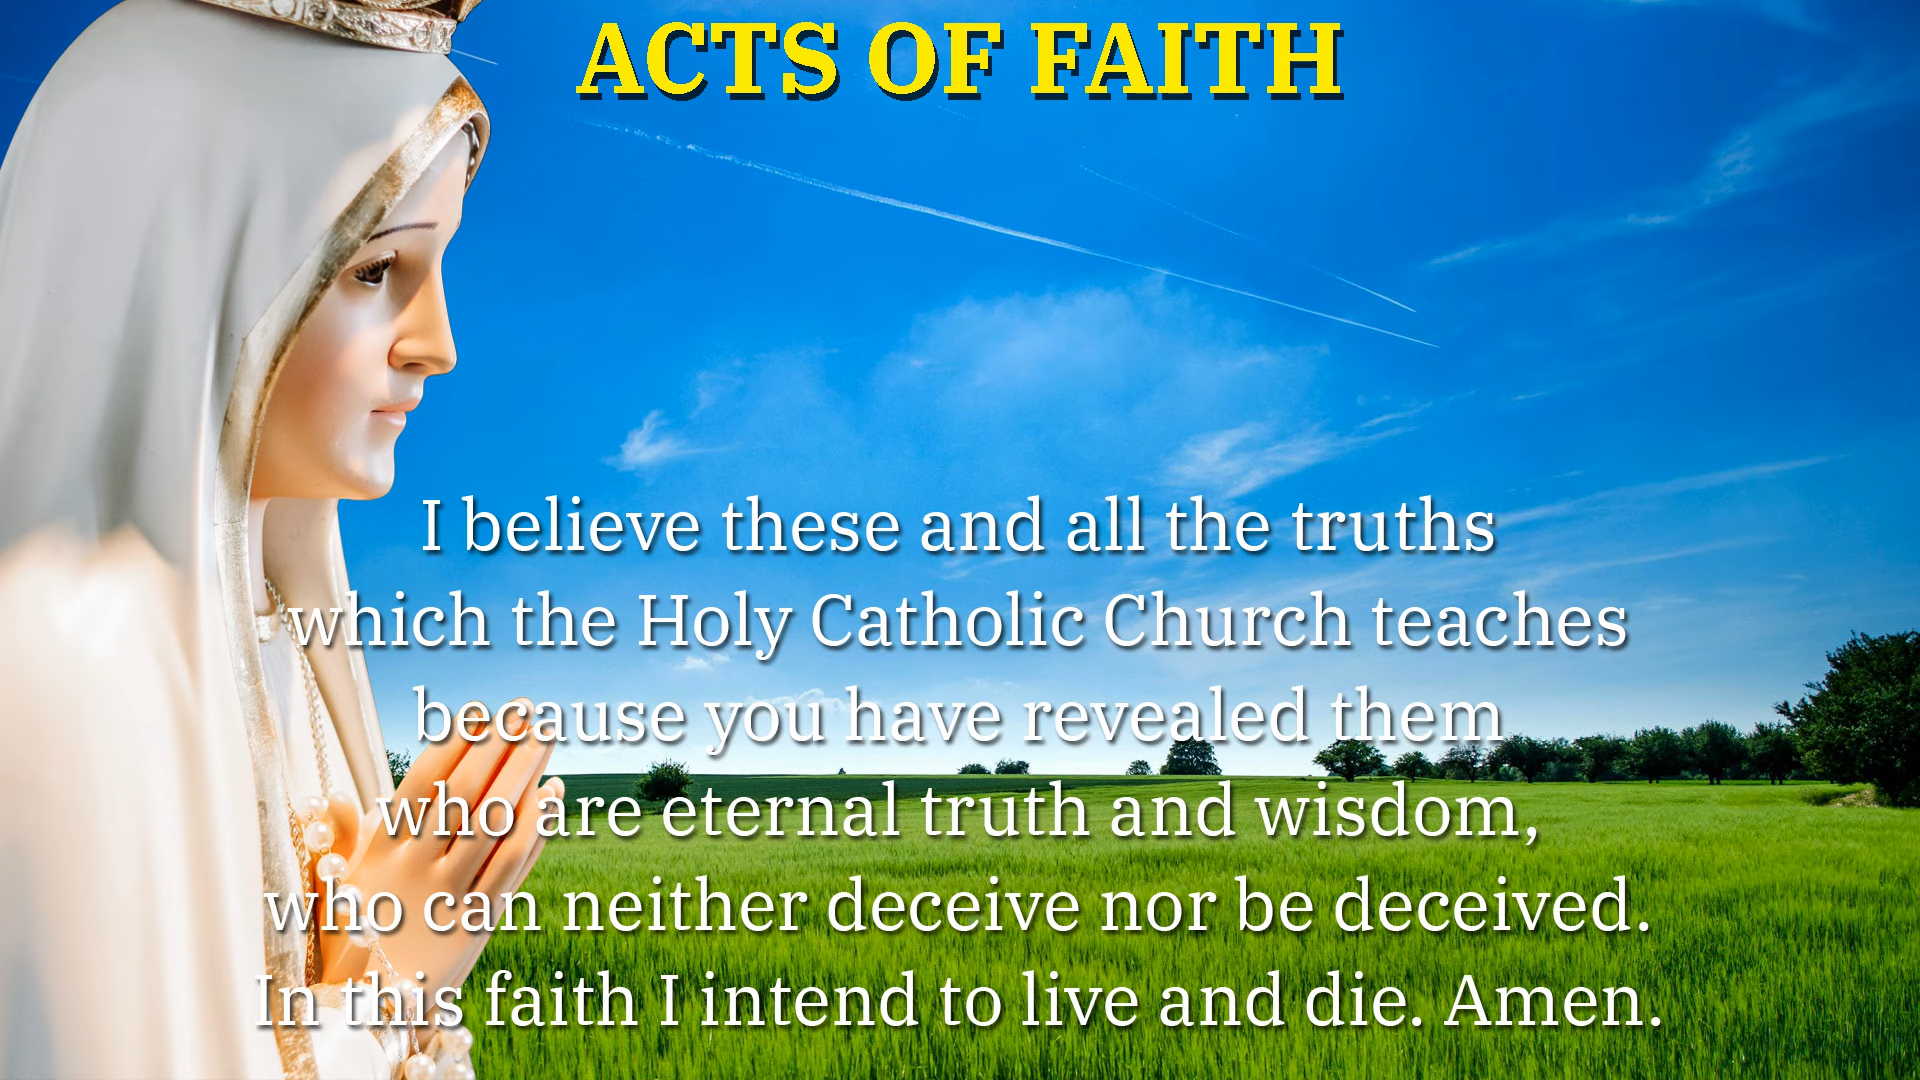 ACTS OF FAITH
I believe these and all the truths
which the Holy Catholic Church teaches
because you have revealed them
who are eternal truth and wisdom,
who can neither deceive nor be deceived.
In this faith I intend to live and die. Amen.